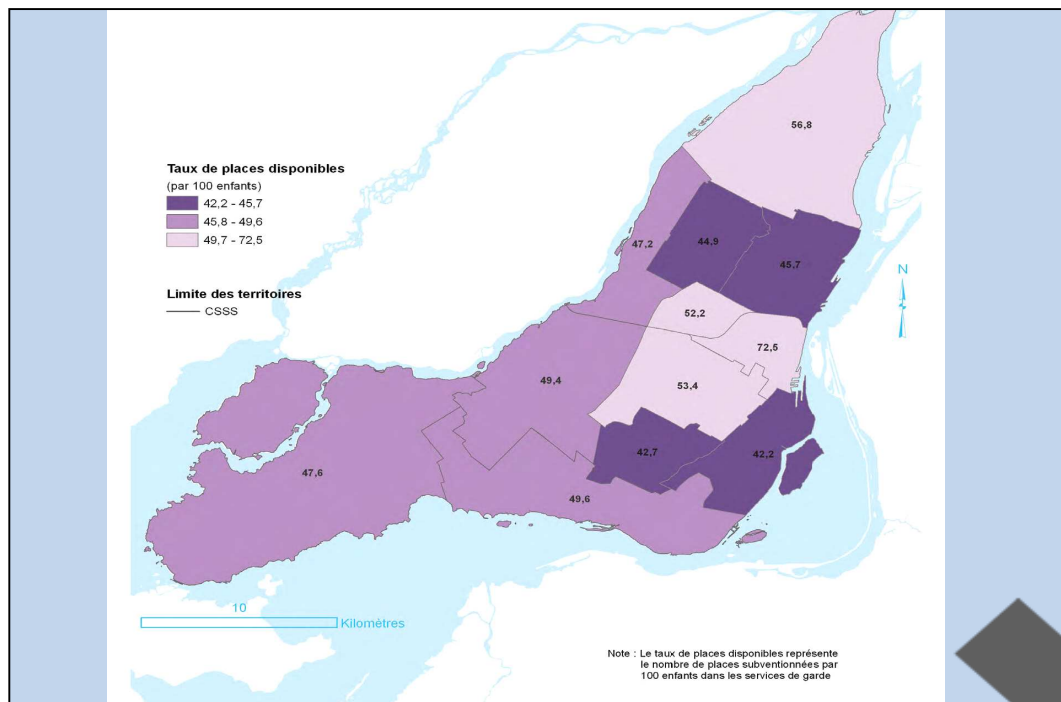 56,8
Taux de places disponibles
(par 100 enfants)
42,2 - 45,7
45,8 - 49,6
49,7 - 72,5
47,2
44,9
45,7
N
Limite des territoires
CSSS
52,2
72,5
49,4
53,4
47,6
42,7
42,2
49,6
10
Kilomètres
Note : Le taux de places disponibles représente
le nombre de places subventionnées par
100 enfants dans les services de garde